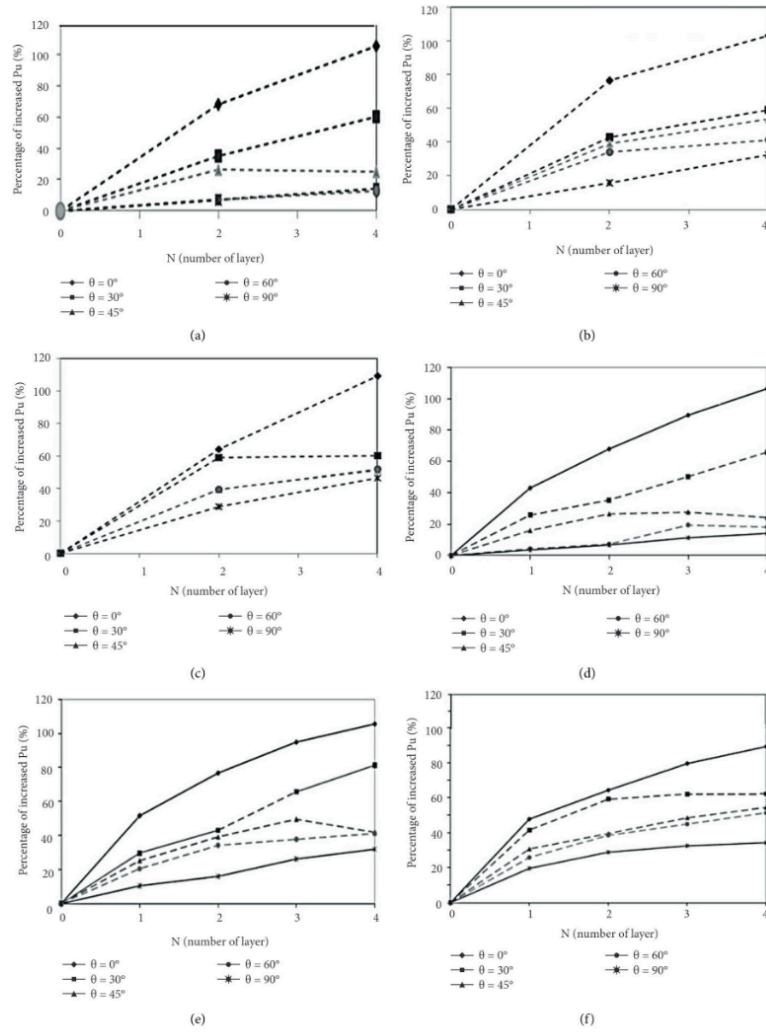 Percentage of increased Pu (%)
120
100
80
60
40
20
0
0 1 2 3 4
N (number of layer)
θ = 0° θ = 60°
θ = 30° θ = 90°
θ = 45°
(a)
Percentage of increased Pu (%)
120
100
80
60
40
20
0
0 1 2 3 4
N (number of layer)
θ = 0° θ = 60°
θ = 30° θ = 90°
θ = 45°
(b)
Percentage of increased Pu (%)
120
100
80
60
40
20
0
0 1 2 3 4
N (number of layer)
θ = 0° θ = 60°
θ = 30° θ = 90°
θ = 45°
(c)
Percentage of increased Pu (%)
120
100
80
60
40
20
0
0 1 2 3 4
N (number of layer)
θ = 0° θ = 60°
θ = 30° θ = 90°
θ = 45°
(d)
Percentage of increased Pu (%)
120
100
80
60
40
20
0
0 1 2 3 4
N (number of layer)
θ = 0° θ = 60°
θ = 30° θ = 90°
θ = 45°
(e)
Percentage of increased Pu (%)
120
100
80
60
40
20
0
0 1 2 3 4
N (number of layer)
θ = 0° θ = 60°
θ = 30° θ = 90°
θ = 45°
(f)